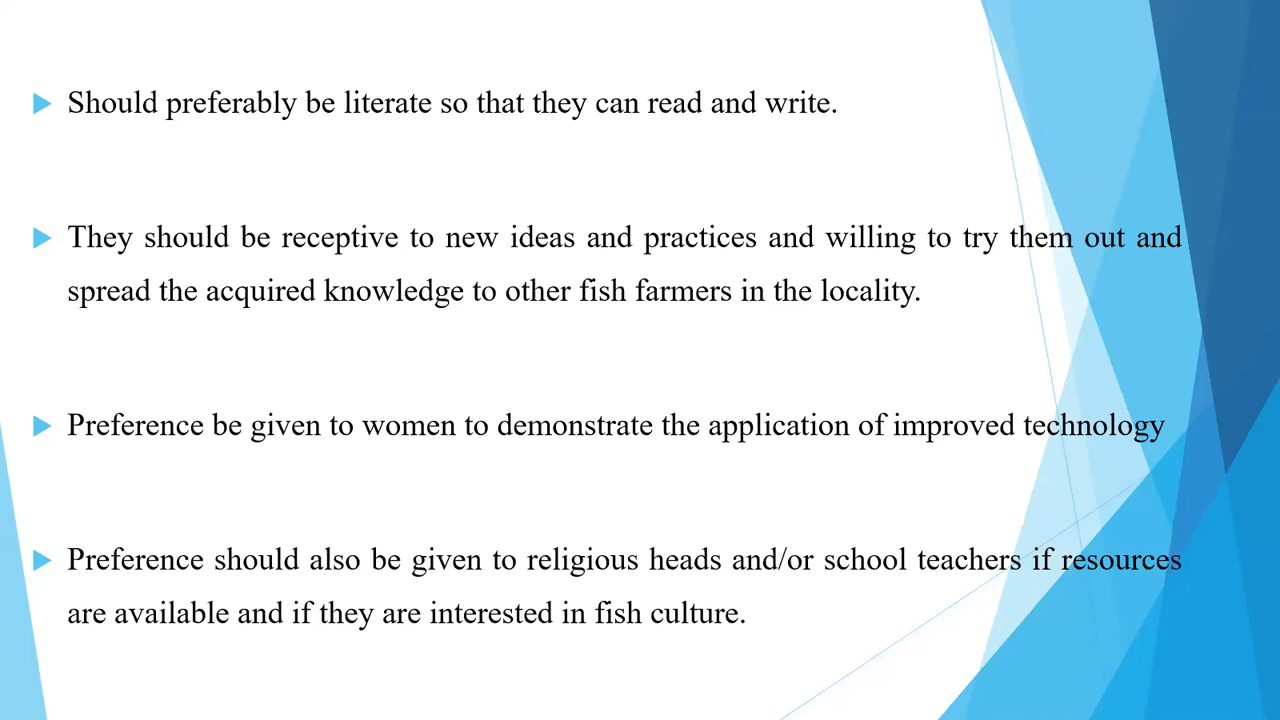 Should preferably be literate so that they can read and write.
They should be receptive to new ideas and practices and willing to try them out and
spread the acquired knowledge to other fish farmers in the locality.
Preference be given to women to demonstrate the application of improved technology
Preference should also be given to religious heads and/or school teachers if resources
are available and if they are interested in fish culture.